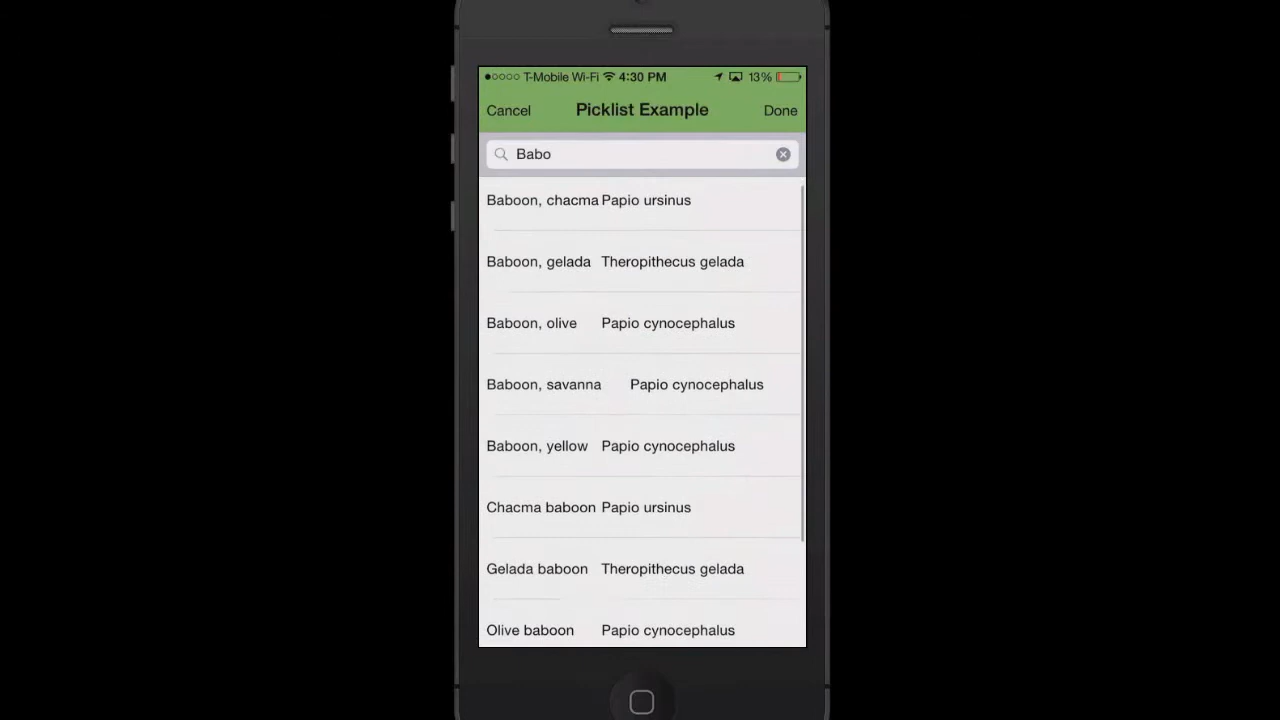 T-Mobile Wi-Fi 4:30 PM 13%
Cancel Picklist Example Done
Babo
Baboon, chacma Papio ursinus
Baboon, gelada Theropithecus gelada
Baboon, olive Papio cynocephalus
Baboon, savanna Papio cynocephalus
Baboon, yellow Papio cynocephalus
Chacma baboon Papio ursinus
Gelada baboon Theropithecus gelada
Olive baboon Papio cynocephalus